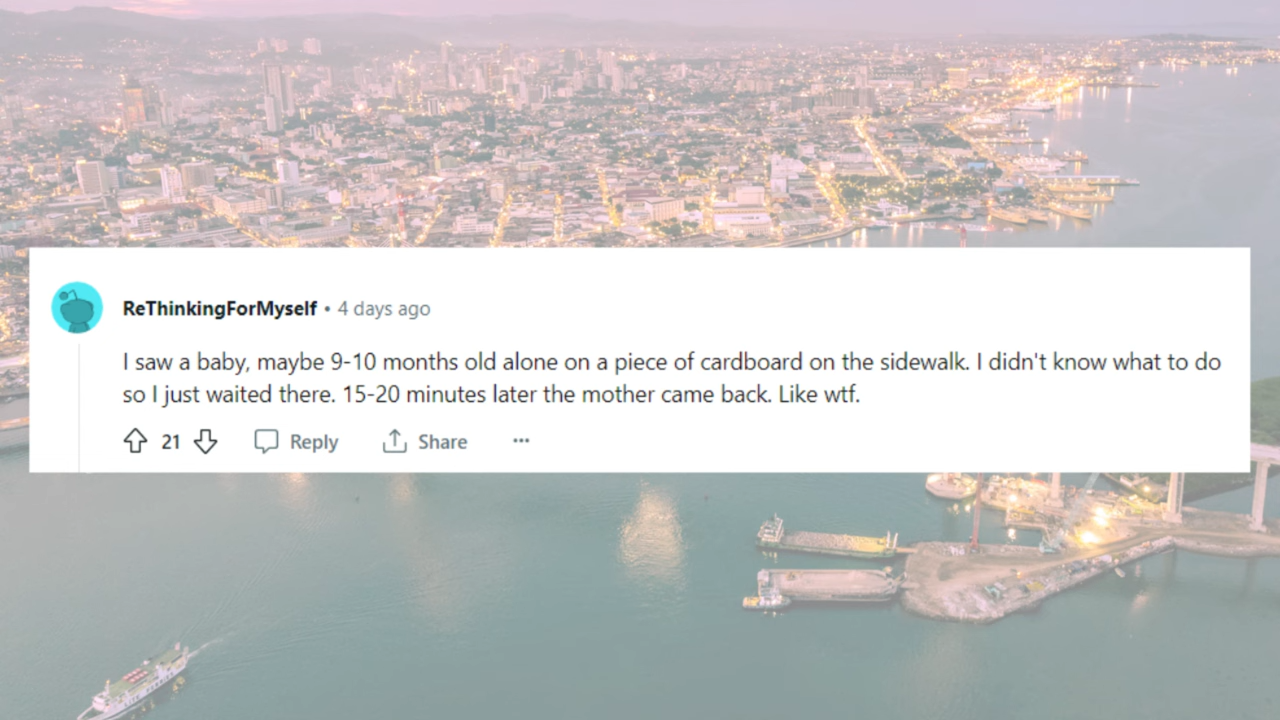 ReThinkingForMyself • 4 days ago
I saw a baby, maybe 9-10 months old alone on a piece of cardboard on the sidewalk. I didn't know what to do
so I just waited there. 15-20 minutes later the mother came back. Like wtf.
21 Reply Share ...